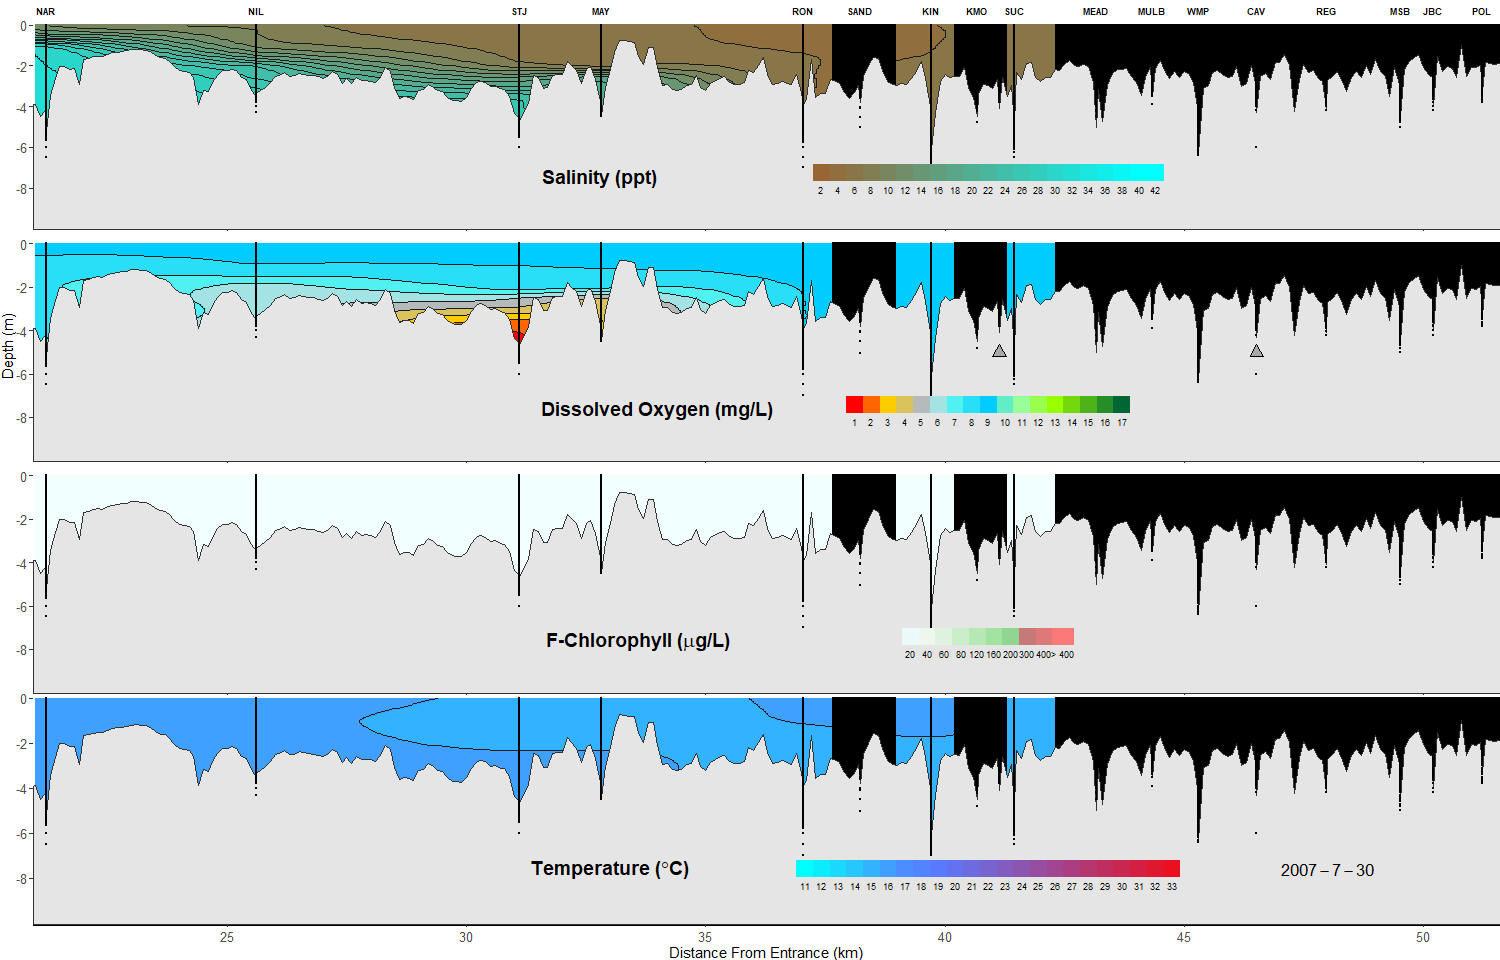 NAR NIL STJ MAY RON SAND KIN KMO SUC MEAD MULB WMP CAV REG MSB JBC POL
0
-2
-4
-6
-8
Salinity (ppt)
2 4 6 8 10 12 14 16 18 20 22 24 26 28 30 32 34 36 38 40 42
0
-2
-4
-6
-8
Depth (m)
Dissolved Oxygen (mg/L)
1 2 3 4 5 6 7 8 9 10 11 12 13 14 15 16 17
0
-2
-4
-6
-8
F-Chlorophyll (μg/L)
20 40 60 80 120 160 200 300 400 > 400
0
-2
-4
-6
-8
Temperature (°C)
11 12 13 14 15 16 17 18 19 20 21 22 23 24 25 26 27 28 29 30 31 32 33
2007 – 7 – 30
25 30 35 40 45 50
Distance From Entrance (km)